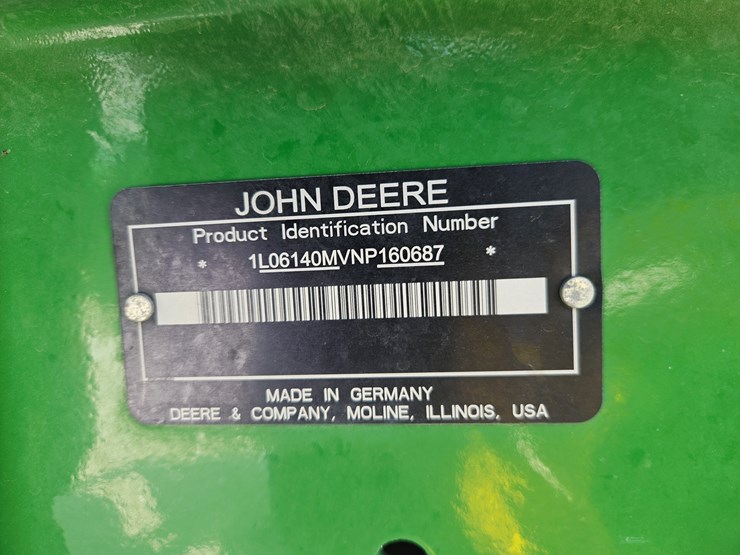 JOHN DEERE
Product Identification Number
* 1L06140MVNP160687 *
MADE IN GERMANY
DEERE & COMPANY, MOLINE, ILLINOIS, USA